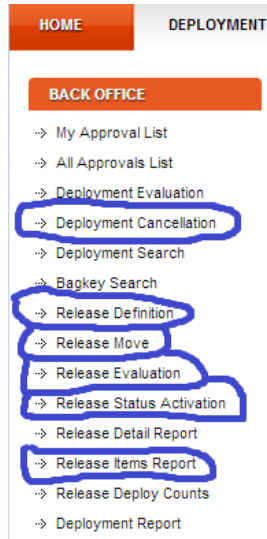 HOME DEPLOYMENT
BACK OFFICE
My Approval List
All Approvals List
Deployment Evaluation
Deployment Cancellation
Deployment Search
Bagkey Search
Release Definition
Release Move
Release Evaluation
Release Status Activation
Release Detail Report
Release Items Report
Release Deploy Counts
Deployment Report